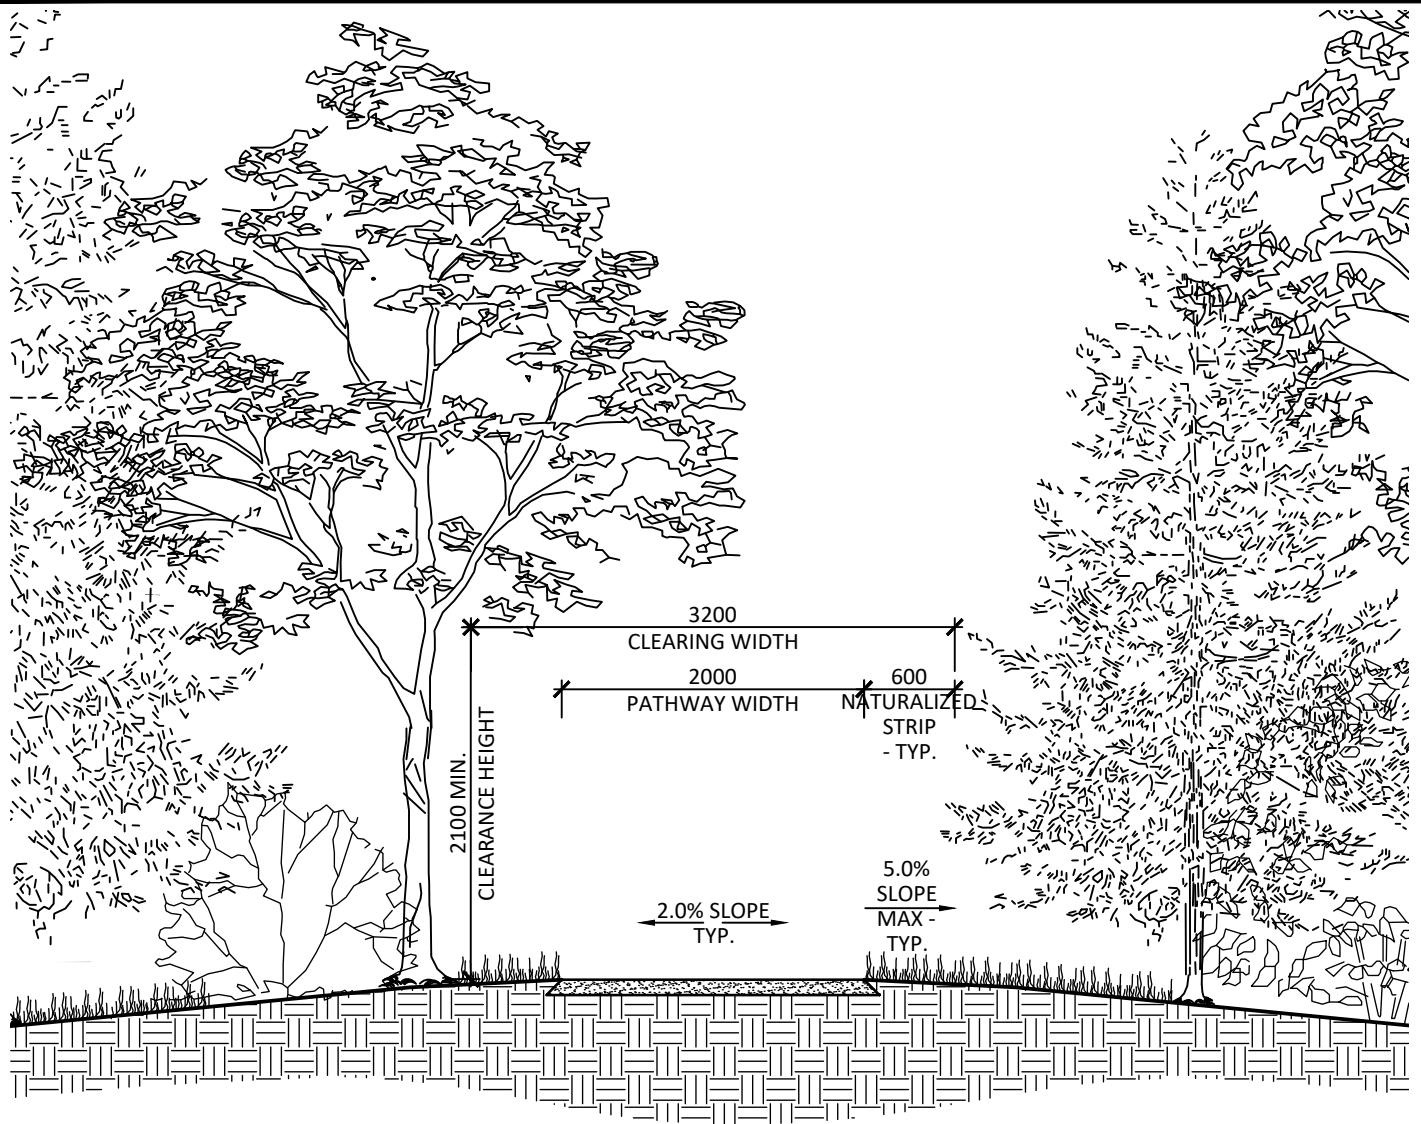 3200
CLEARING WIDTH
2000
PATHWAY WIDTH
600
NATURALIZED
STRIP
- TYP.
2100 MIN.
CLEARANCE HEIGHT
2.0% SLOPE
TYP.
5.0%
SLOPE
MAX -
TYP.